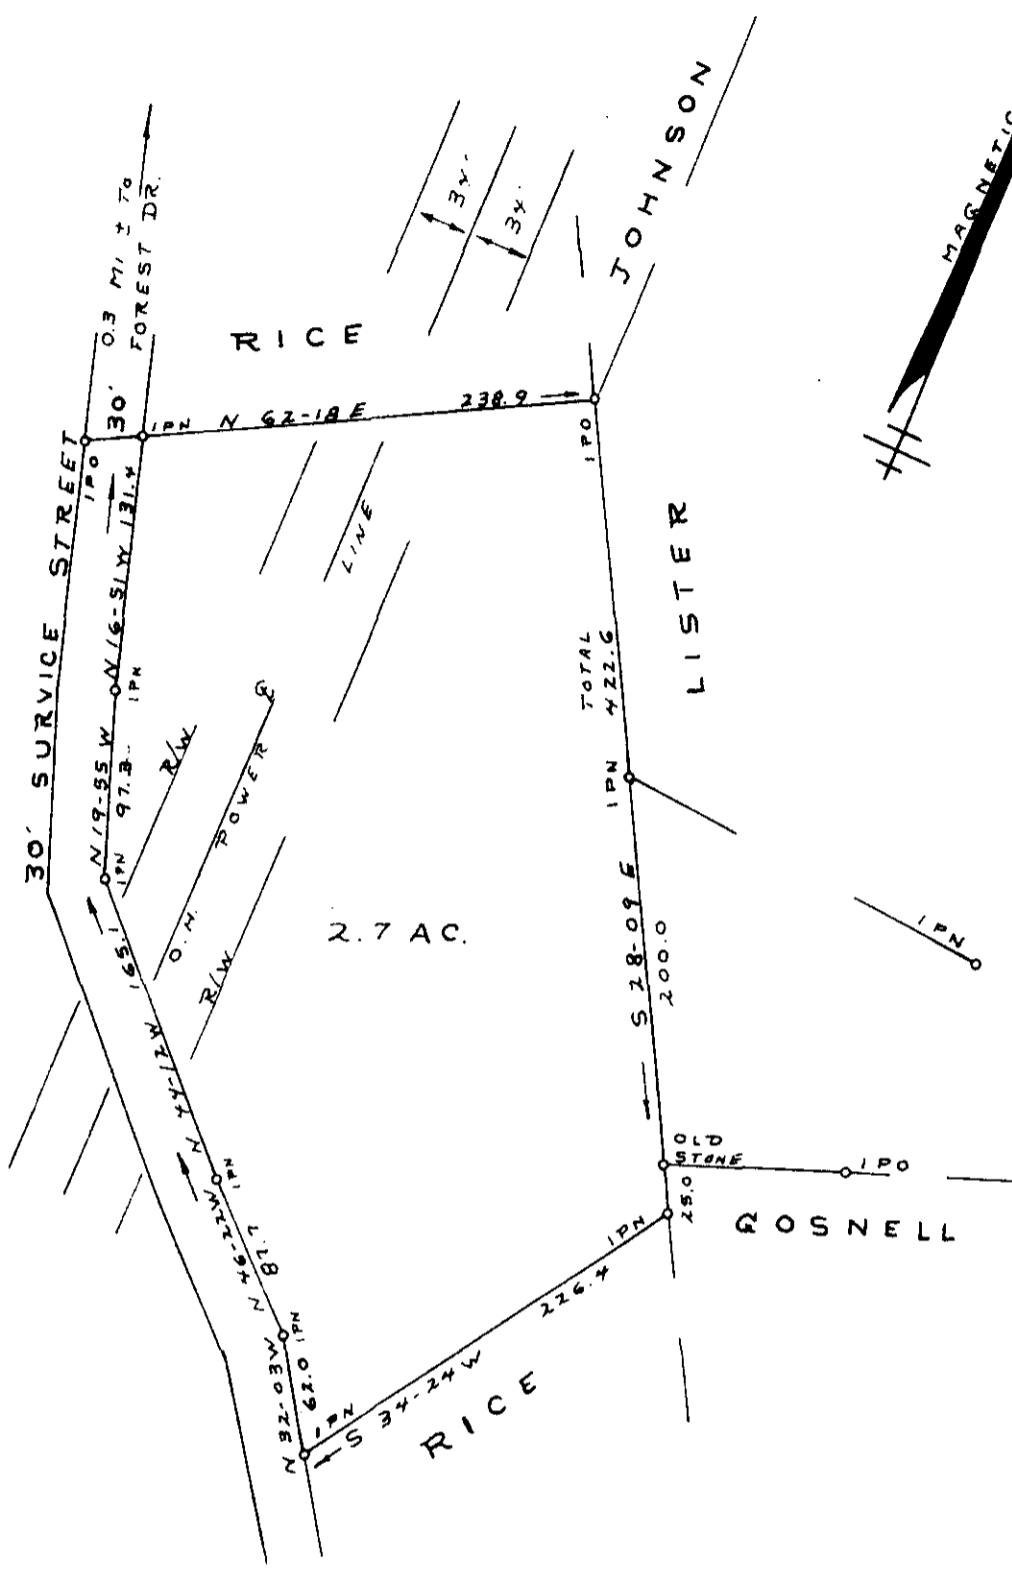 JOHNSON
MAGNETIC
0.3 MI ± TO
FOREST DR.
34'
34'
RICE
30'
IPO
IPN
N 62-18 E 238.9
IPO
30' SURVICE STREET
N 16-51 W 131.4
IPN
LINE
LISTER
TOTAL
422.6
IPN
N 19-55 W
97.3
IPN
R/W
O.H. POWER
R/W
2.7 AC.
S 28-09 E
200.0
IPN
165.1
N 44-12 W
IPN
OLD
STONE
IPO
25.0
GOSNELL
N 46-22 W
87.7
IPN
IPN
226.4
S 34-24 W
N 32-03 W
62.0
IPN
RICE